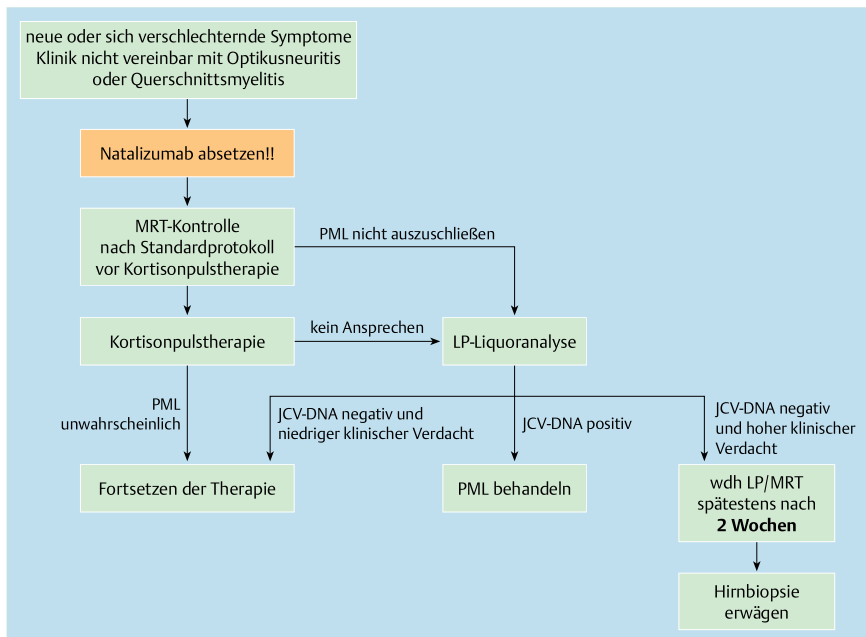 neue oder sich verschlechternde Symptome
Klinik nicht vereinbar mit Optikusneuritis
oder Querschnittsmyelitis
Natalizumab absetzen!!
MRT-Kontrolle
nach Standardprotokoll
vor Kortisonpulstherapie
PML nicht auszuschließen
Kortisonpulstherapie
kein Ansprechen
LP-Liquoranalyse
PML
unwahrscheinlich
JCV-DNA negativ und
niedriger klinischer Verdacht
JCV-DNA positiv
JCV-DNA negativ
und hoher klinischer
Verdacht
Fortsetzen der Therapie
PML behandeln
wdh LP/MRT
spätestens nach
2 Wochen
Hirnbiopsie
erwägen